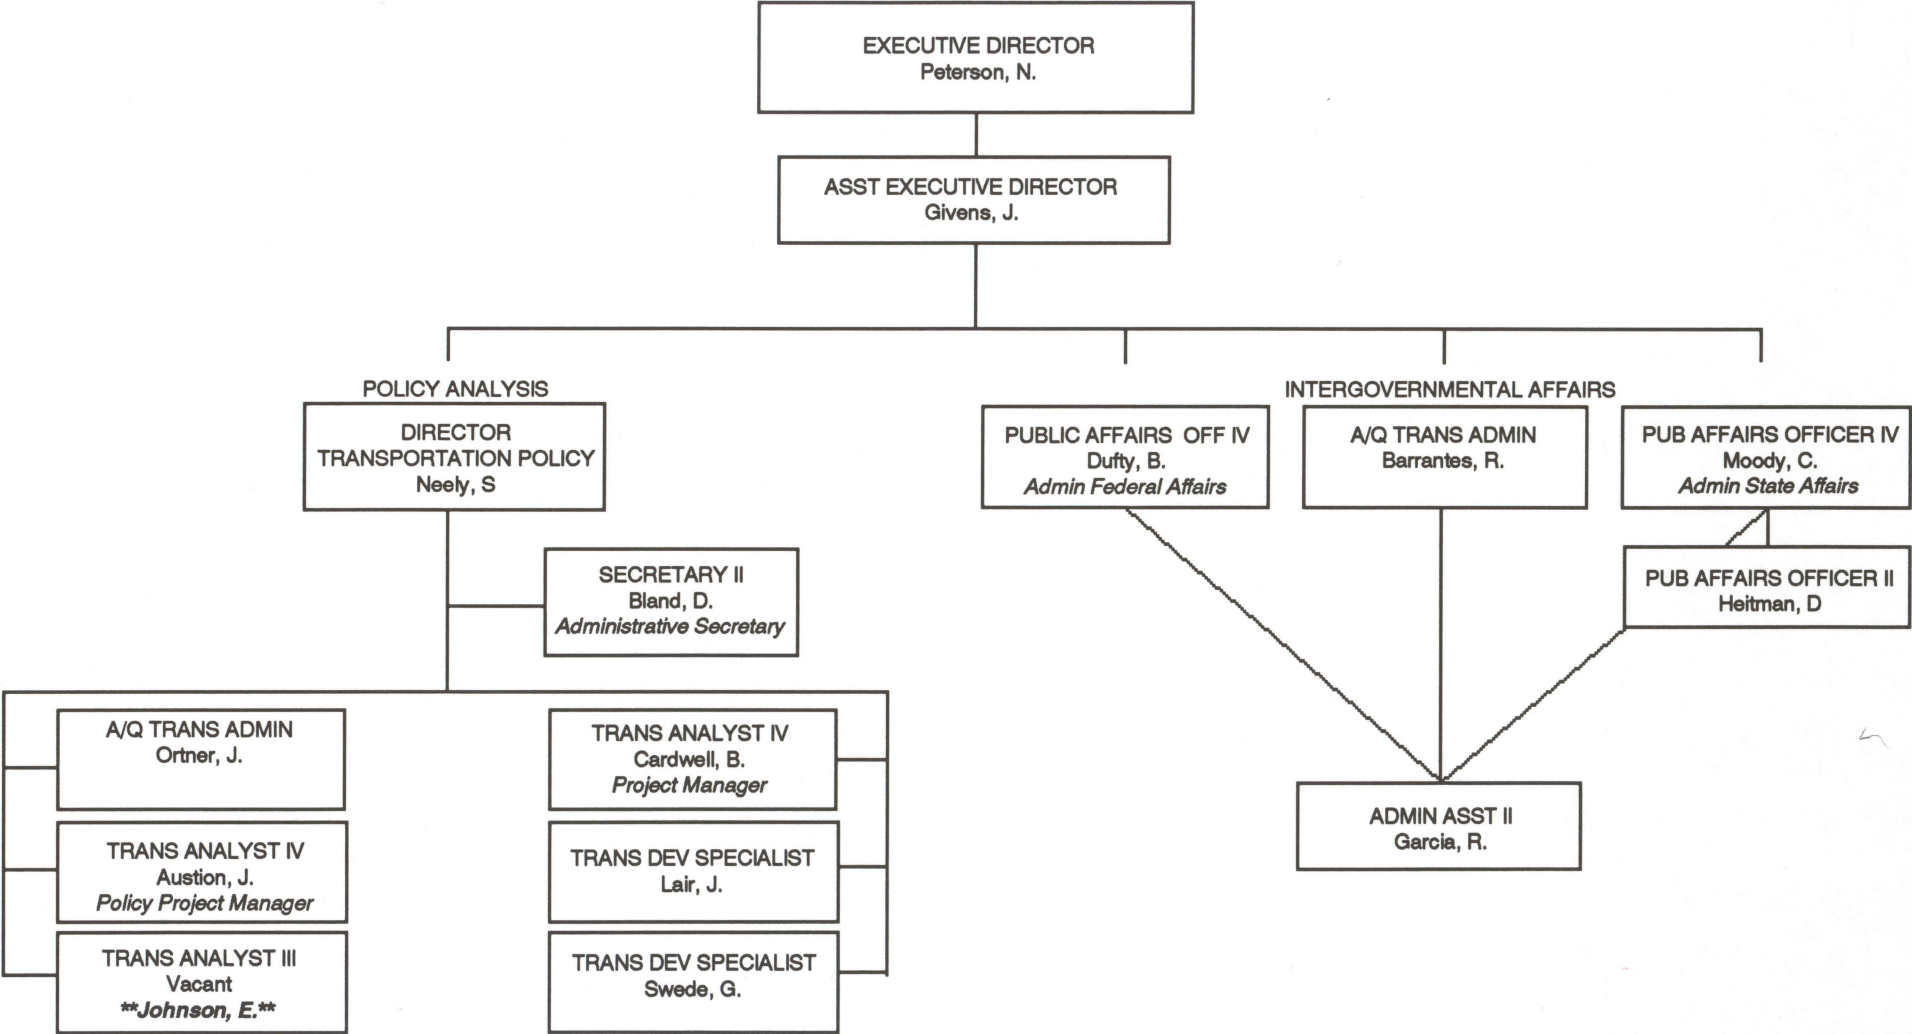 EXECUTIVE DIRECTOR
Peterson, N.
ASST EXECUTIVE DIRECTOR
Givens, J.
POLICY ANALYSIS
DIRECTOR
TRANSPORTATION POLICY
Neely, S
SECRETARY II
Bland, D.
Administrative Secretary
A/Q TRANS ADMIN
Ortner, J.
TRANS ANALYST IV
Austion, J.
Policy Project Manager
TRANS ANALYST III
Vacant
**Johnson, E.**
TRANS ANALYST IV
Cardwell, B.
Project Manager
TRANS DEV SPECIALIST
Lair, J.
TRANS DEV SPECIALIST
Swede, G.
INTERGOVERNMENTAL AFFAIRS
PUBLIC AFFAIRS OFF IV
Dufty, B.
Admin Federal Affairs
A/Q TRANS ADMIN
Barrantes, R.
PUB AFFAIRS OFFICER IV
Moody, C.
Admin State Affairs
PUB AFFAIRS OFFICER II
Heitman, D
ADMIN ASST II
Garcia, R.